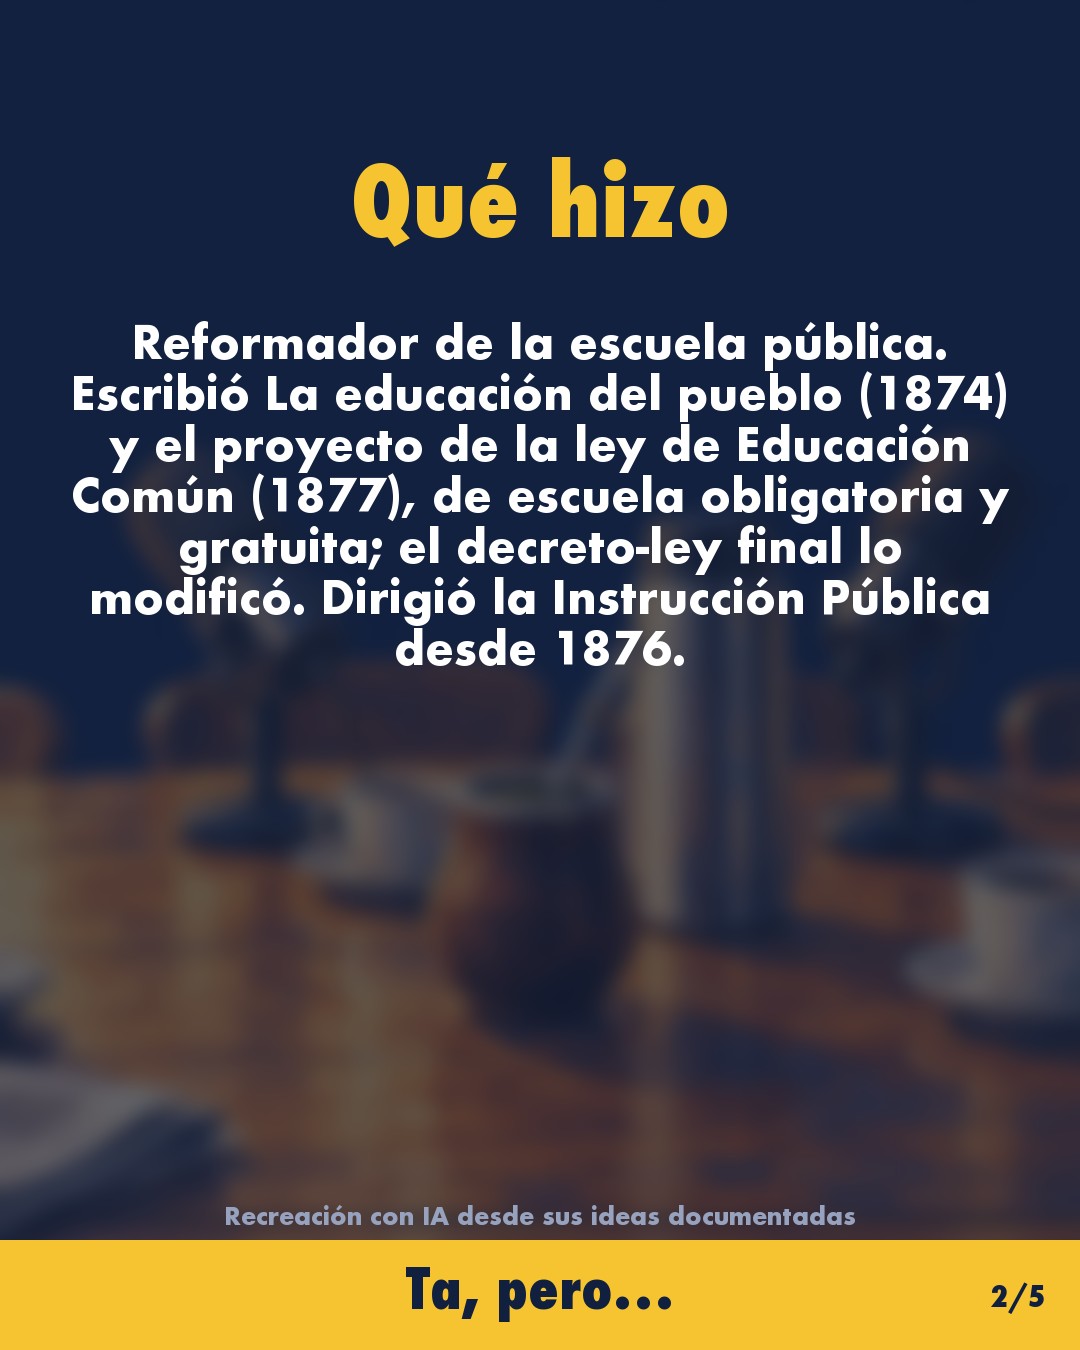 Qué hizo
Reformador de la escuela pública.
Escribió La educación del pueblo (1874)
y el proyecto de la ley de Educación
Común (1877), de escuela obligatoria y
gratuita; el decreto-ley final lo
modificó. Dirigió la Instrucción Pública
desde 1876.
Recreación con IA desde sus ideas documentadas
Ta, pero...
2/5